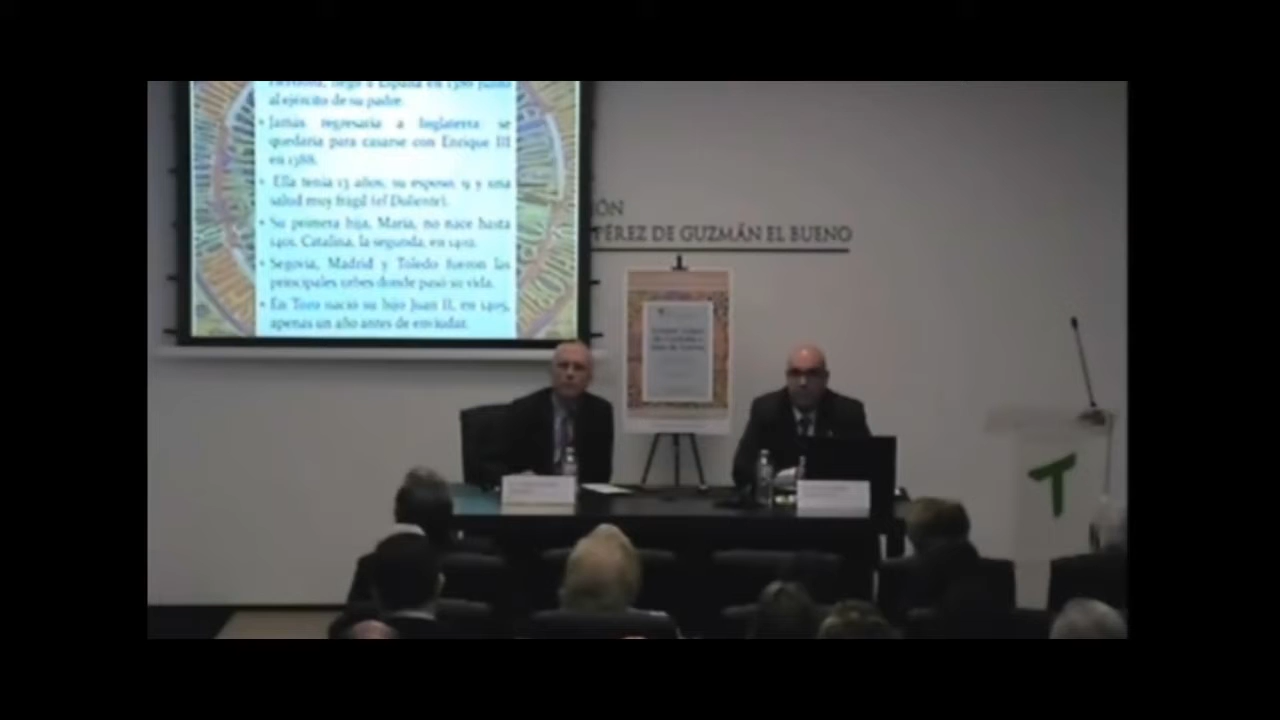 España en
al ejército de su padre.
• Jamás regresaría a Inglaterra: se
quedaría para casarse con Enrique III
en 1388.
• Ella tenía 13 años, su esposo, 9 y una
salud muy frágil (el Doliente).
• Su primera hija, María, no nace hasta
1401. Catalina, la segunda, en 1402.
• Segovia, Madrid y Toledo fueron las
principales urbes donde pasó su vida.
• En Toro nació su hijo Juan II, en 1405,
apenas un año antes de enviudar.
IÓN
PÉREZ DE GUZMÁN EL BUENO
T